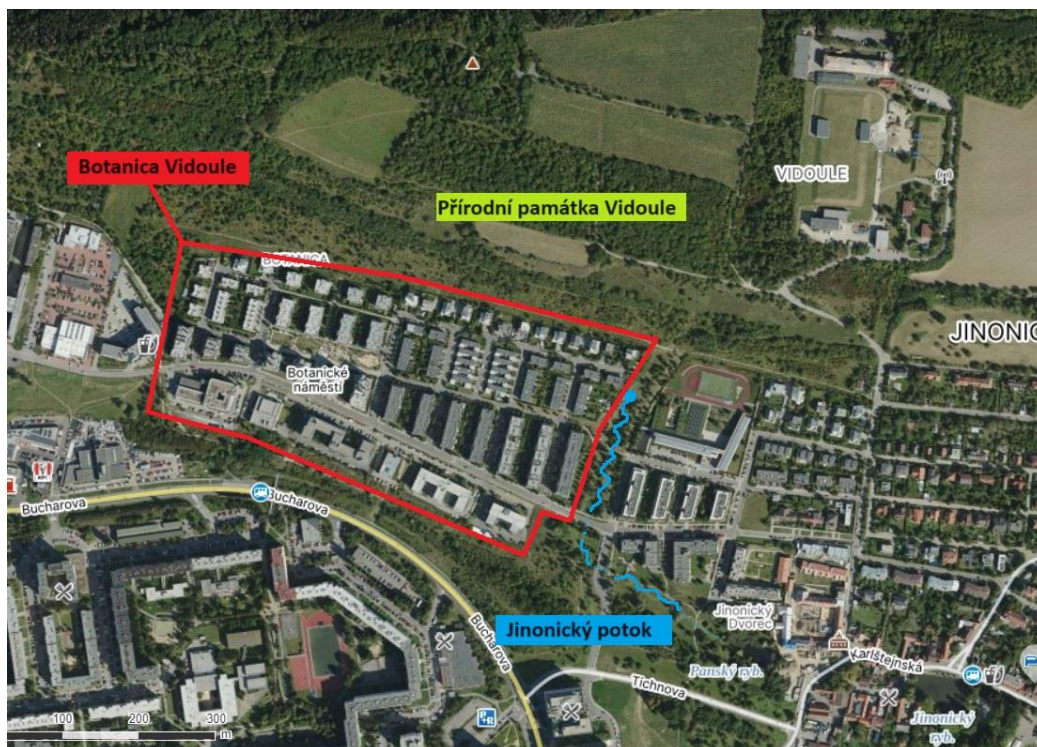 VIDOULE
Botanica Vidoule
Přírodní památka Vidoule
BOTANICA
JINONIC
Botanické
náměstí
Bucharova
Bucharova
Bucharova
Jinonický potok
Jinonický
Dvorec
Karlštejnská
Panský ryb.
Tichnova
P+R
Jinonický
ryb.
100
200
300
m